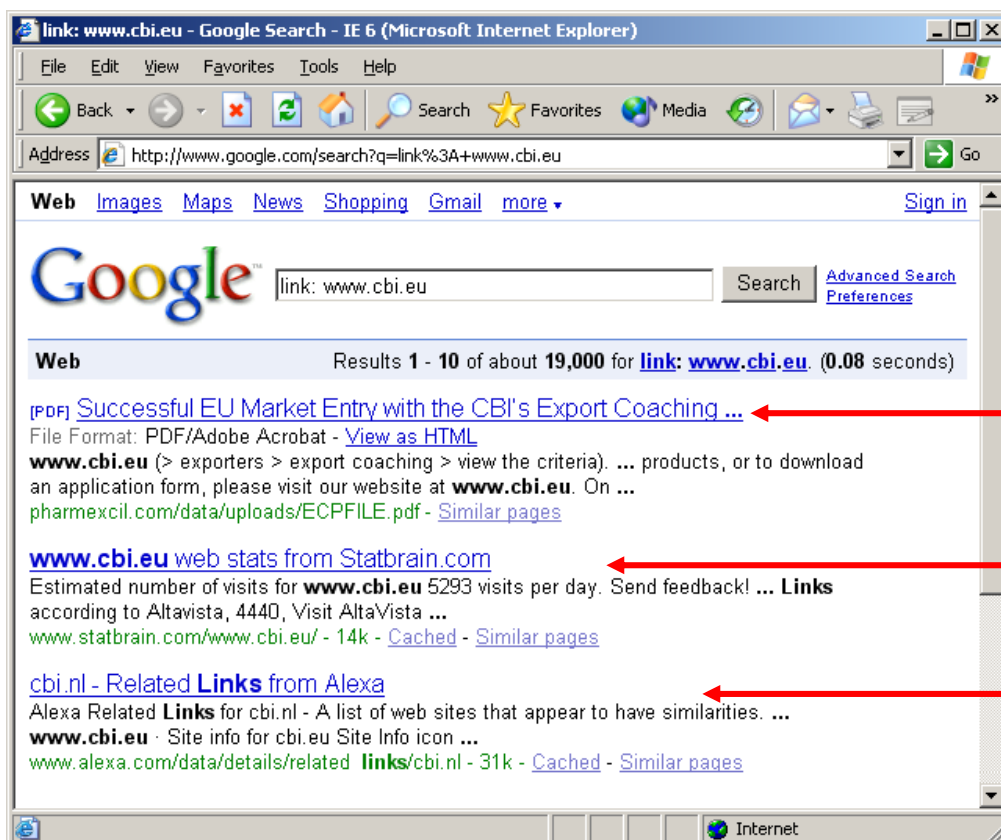 link: www.cbi.eu - Google Search - IE 6 (Microsoft Internet Explorer)
File Edit View Favorites Tools Help
Back Search Favorites Media »
Address http://www.google.com/search?q=link%3A+www.cbi.eu Go
Web Images Maps News Shopping Gmail more Sign in
Google™ link: www.cbi.eu Search Advanced Search
Preferences
Web Results 1 - 10 of about 19,000 for link: www.cbi.eu. (0.08 seconds)
[PDF] Successful EU Market Entry with the CBI's Export Coaching ...
File Format: PDF/Adobe Acrobat - View as HTML
www.cbi.eu (> exporters > export coaching > view the criteria). ... products, or to download
an application form, please visit our website at www.cbi.eu. On ...
pharmexcil.com/data/uploads/ECPFILE.pdf - Similar pages
www.cbi.eu web stats from Statbrain.com
Estimated number of visits for www.cbi.eu 5293 visits per day. Send feedback! ... Links
according to Altavista, 4440, Visit AltaVista ...
www.statbrain.com/www.cbi.eu/ - 14k - Cached - Similar pages
cbi.nl - Related Links from Alexa
Alexa Related Links for cbi.nl - A list of web sites that appear to have similarities. ...
www.cbi.eu · Site info for cbi.eu Site Info icon ...
www.alexa.com/data/details/related links/cbi.nl - 31k - Cached - Similar pages
Internet